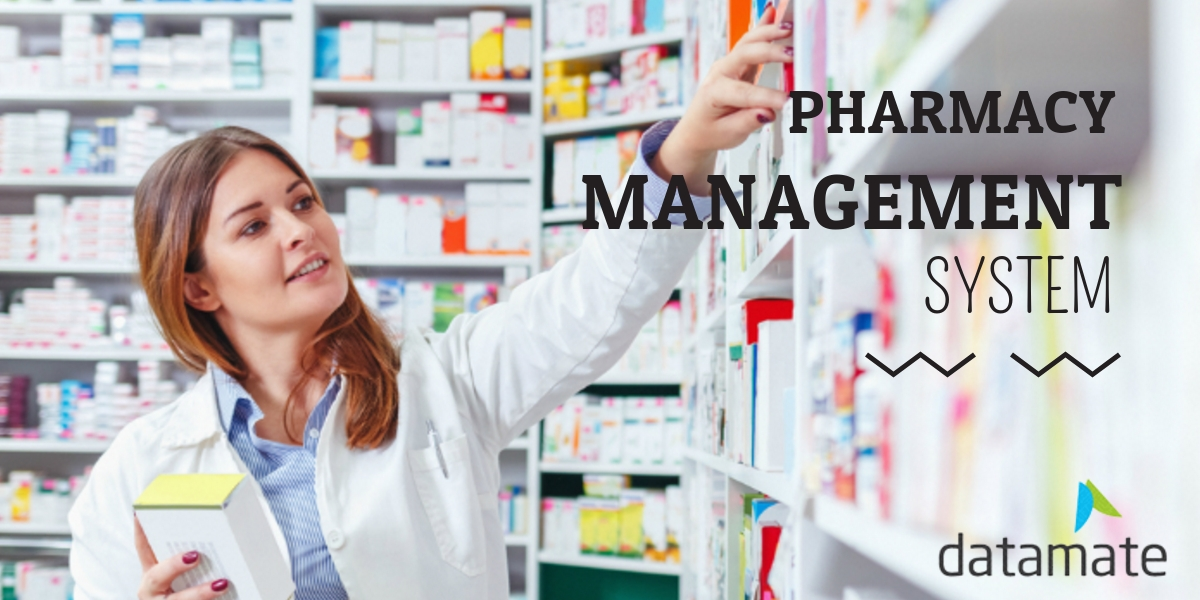 PHARMACY
MANAGEMENT
SYSTEM
datamate